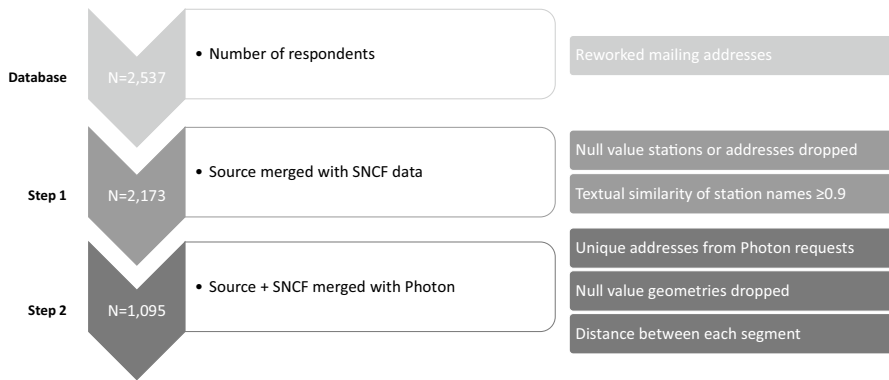 Database
N=2,537
• Number of respondents
Reworked mailing addresses
Step 1
N=2,173
• Source merged with SNCF data
Null value stations or addresses dropped
Textual similarity of station names ≥0.9
Step 2
N=1,095
• Source + SNCF merged with Photon
Unique addresses from Photon requests
Null value geometries dropped
Distance between each segment